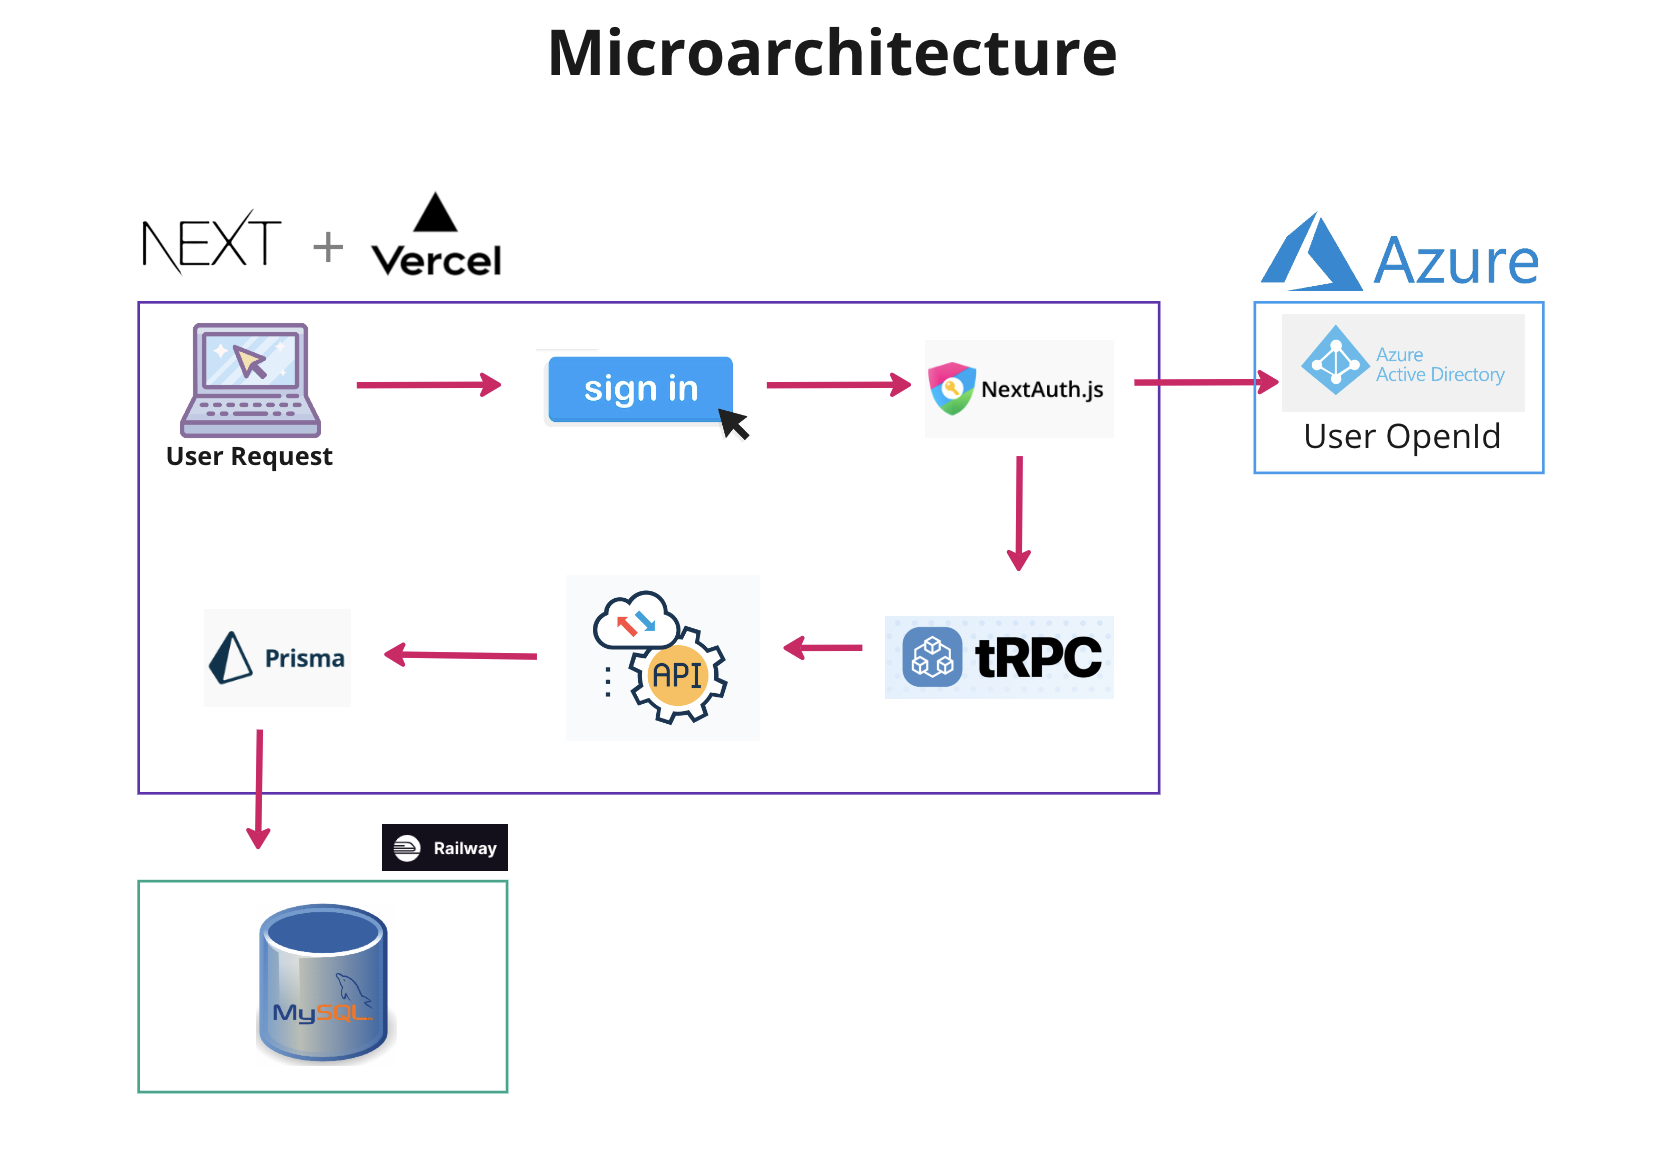 Microarchitecture
NEXT + Vercel
Azure
sign in
NextAuth.js
Azure
Active Directory
User Request
User OpenId
Prisma
API
tRPC
Railway
MySQL